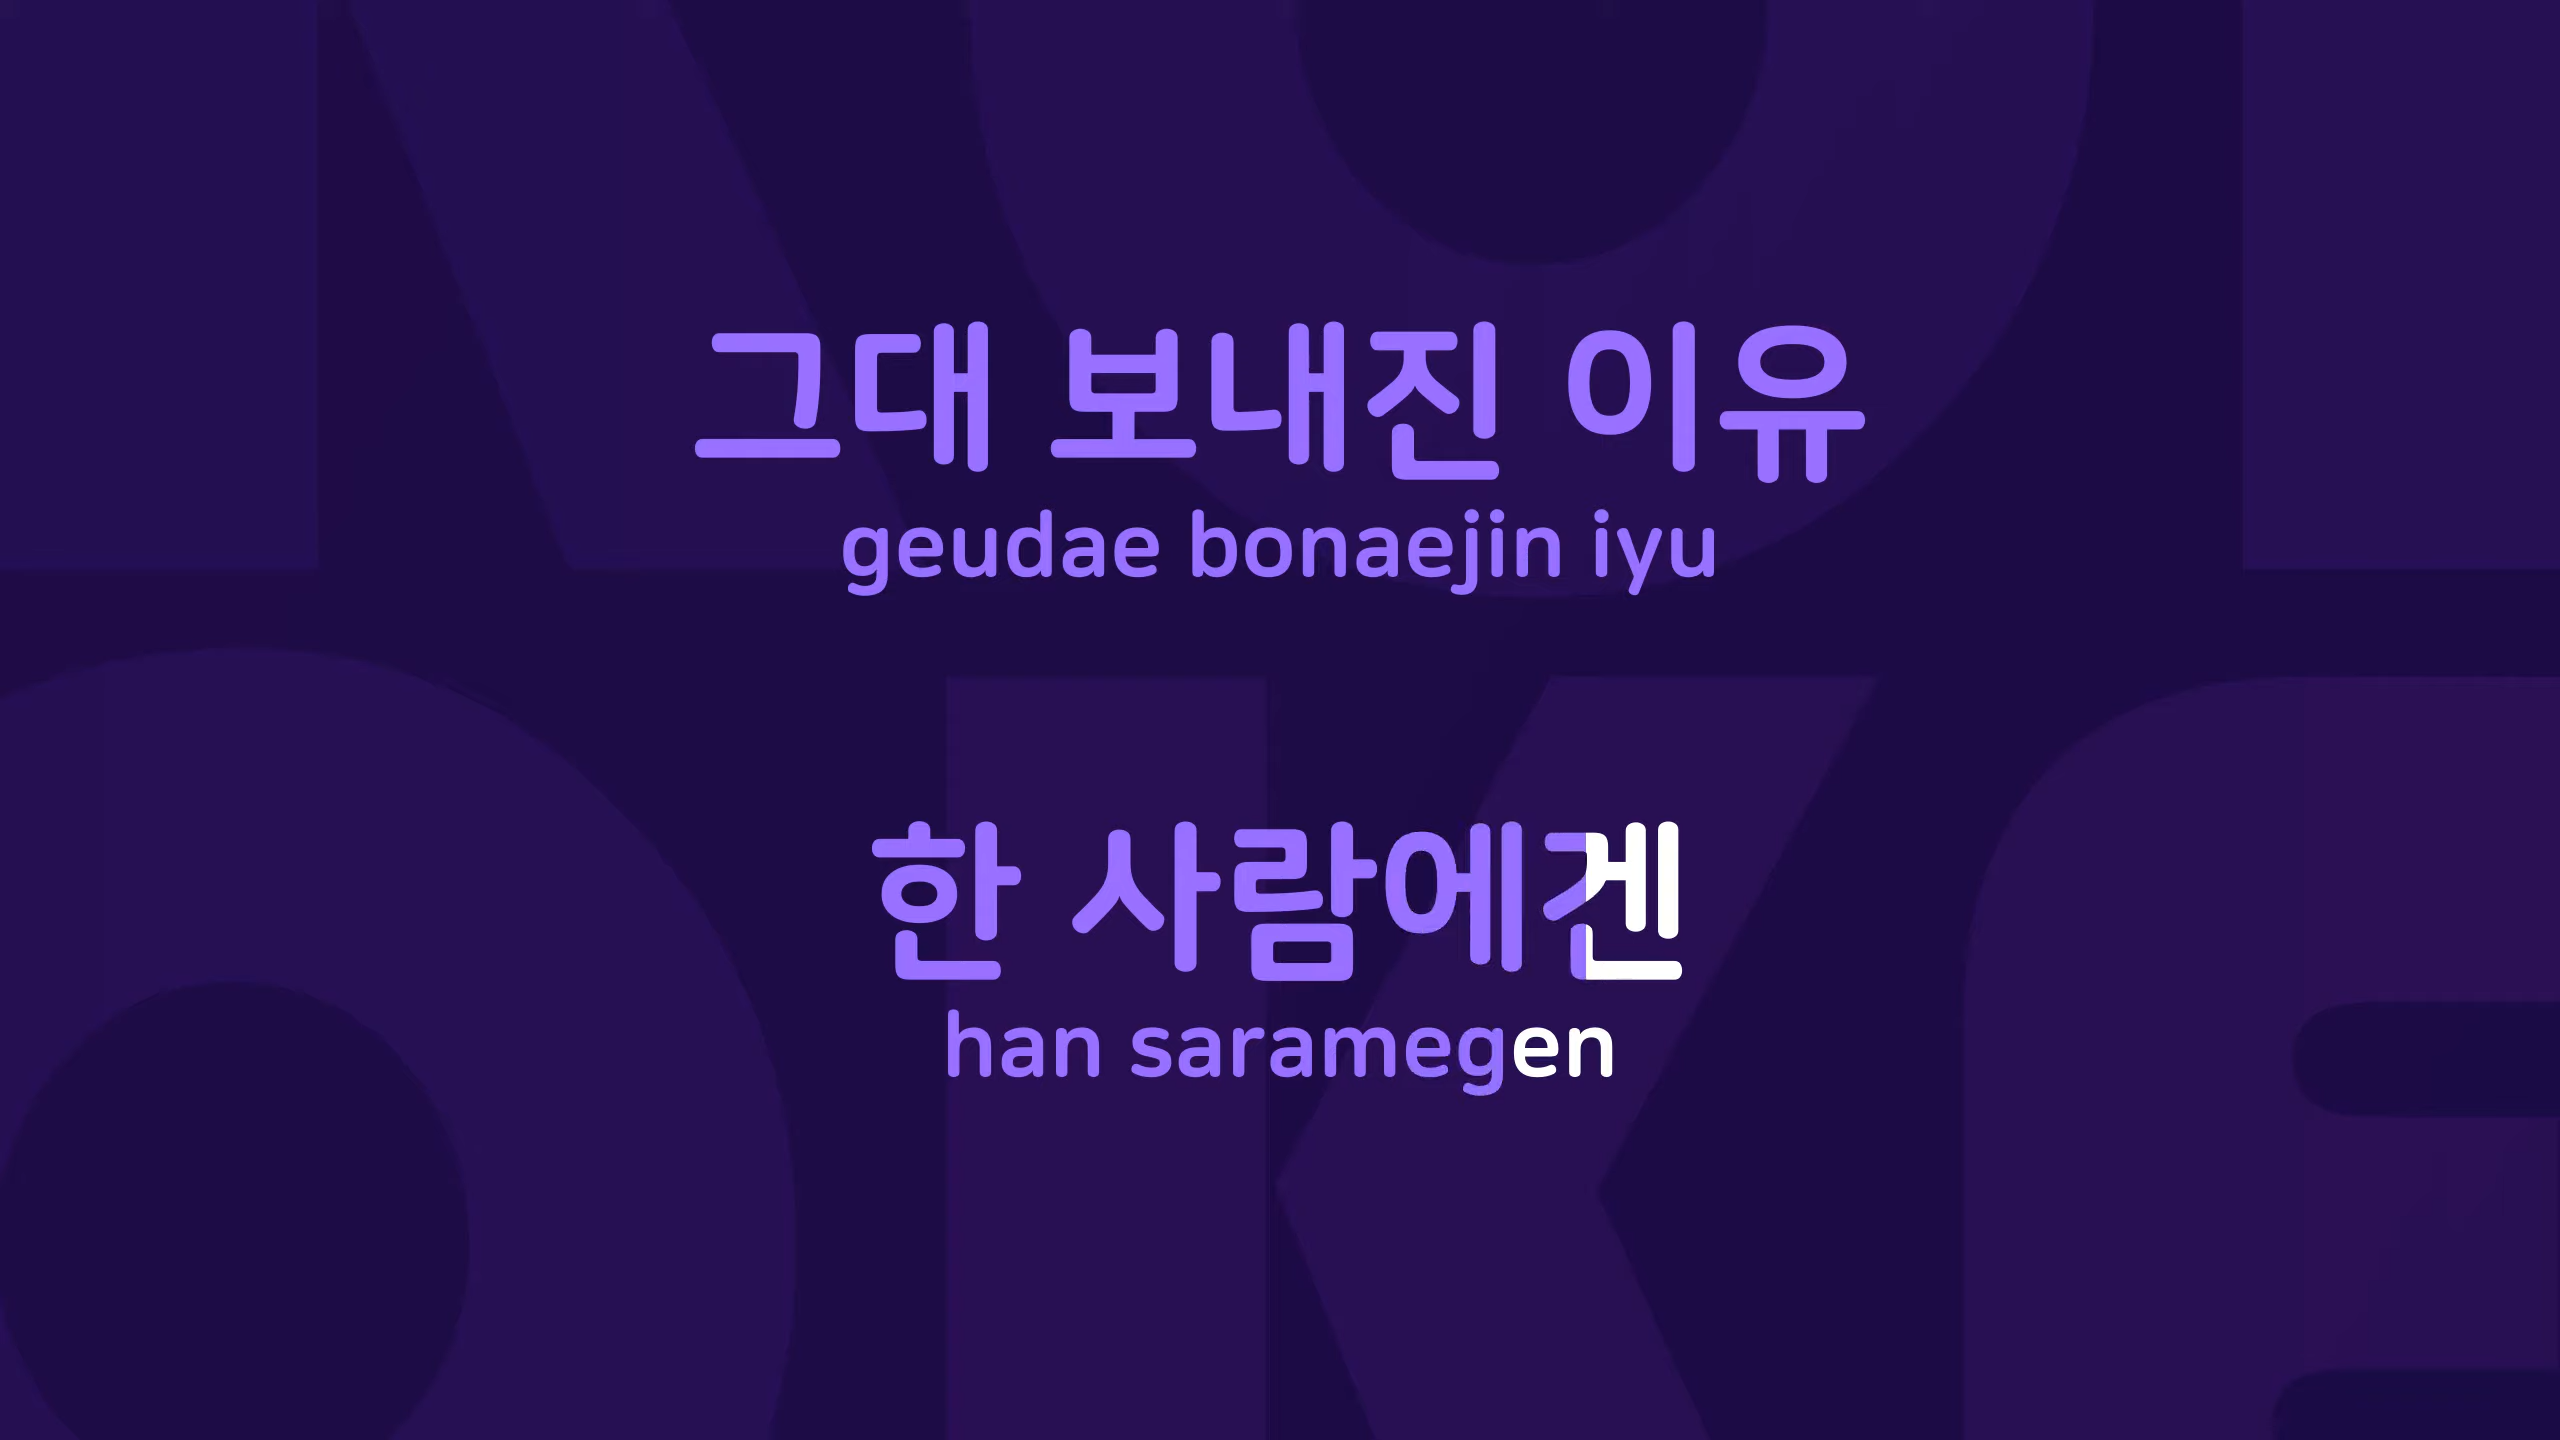 그대 보내진 이유
geudae bonaejin iyu
한 사람에겐
han saramegen